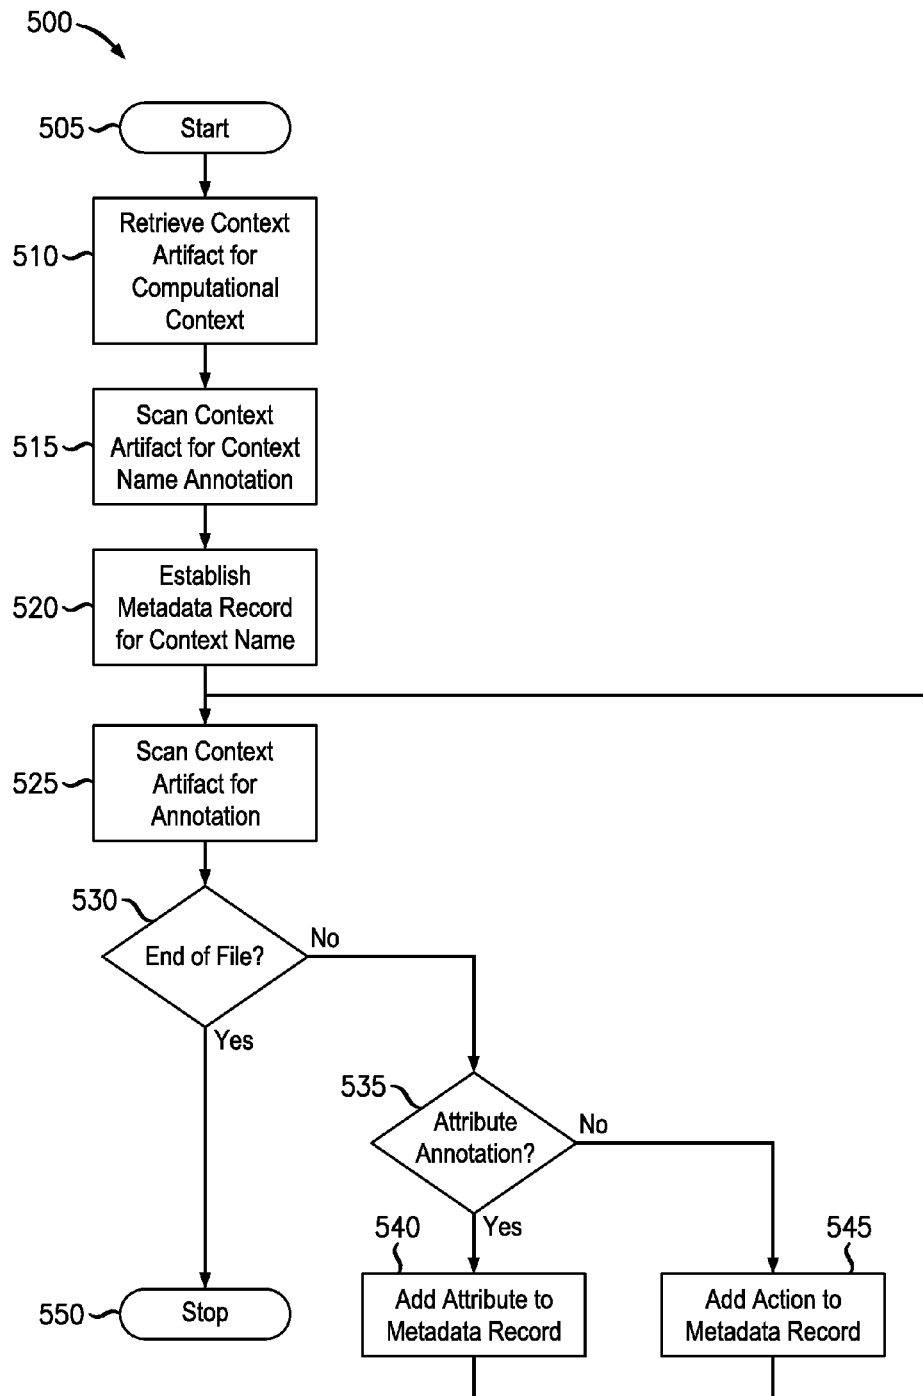 500
505
Start
510
Retrieve Context
Artifact for
Computational
Context
515
Scan Context
Artifact for Context
Name Annotation
520
Establish
Metadata Record
for Context Name
525
Scan Context
Artifact for
Annotation
530
End of File?
No
Yes
535
Attribute
Annotation?
No
Yes
540
Add Attribute to
Metadata Record
545
Add Action to
Metadata Record
550
Stop